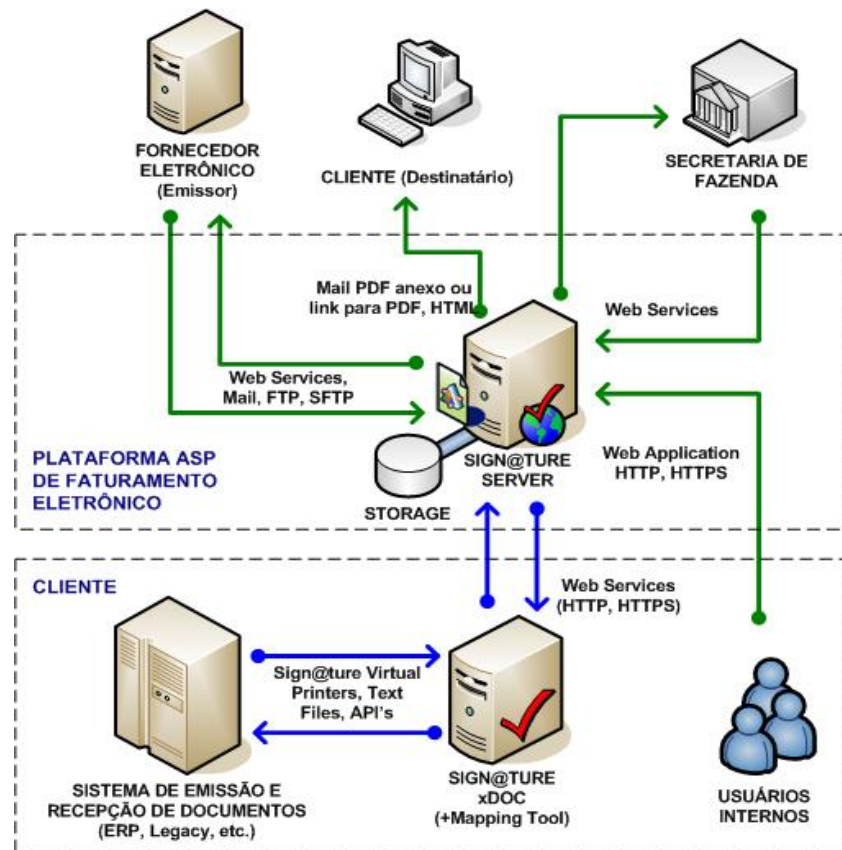 FORNECEDOR
ELETRÔNICO
(Emissor)
CLIENTE (Destinatário)
SECRETARIA DE
FAZENDA
Mail PDF anexo ou
link para PDF, HTML
Web Services
Web Services,
Mail, FTP, SFTP
PLATAFORMA ASP
DE FATURAMENTO
ELETRÔNICO
STORAGE
SIGN@TURE
SERVER
Web Application
HTTP, HTTPS
CLIENTE
Web Services
(HTTP, HTTPS)
Sign@ture Virtual
Printers, Text
Files, API's
SISTEMA DE EMISSÃO E
RECEPÇÃO DE DOCUMENTOS
(ERP, Legacy, etc.)
SIGN@TURE
xDOC
(+Mapping Tool)
USUÁRIOS
INTERNOS